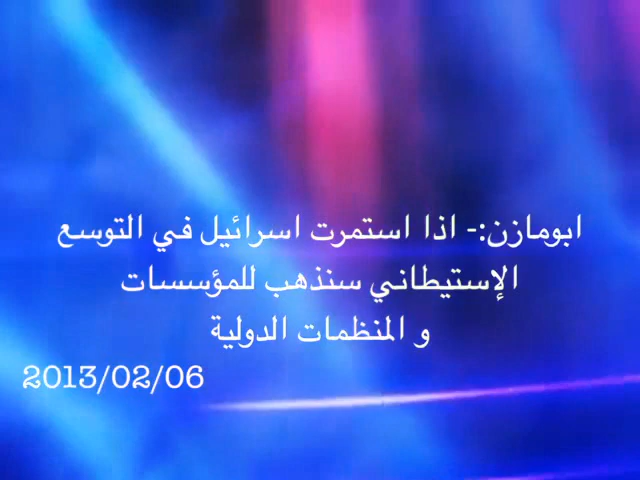 ابومازن:- اذا استمرت اسرائيل في التوسع
الإستيطاني سنذهب للمؤسسات
و المنظمات الدولية
2013/02/06